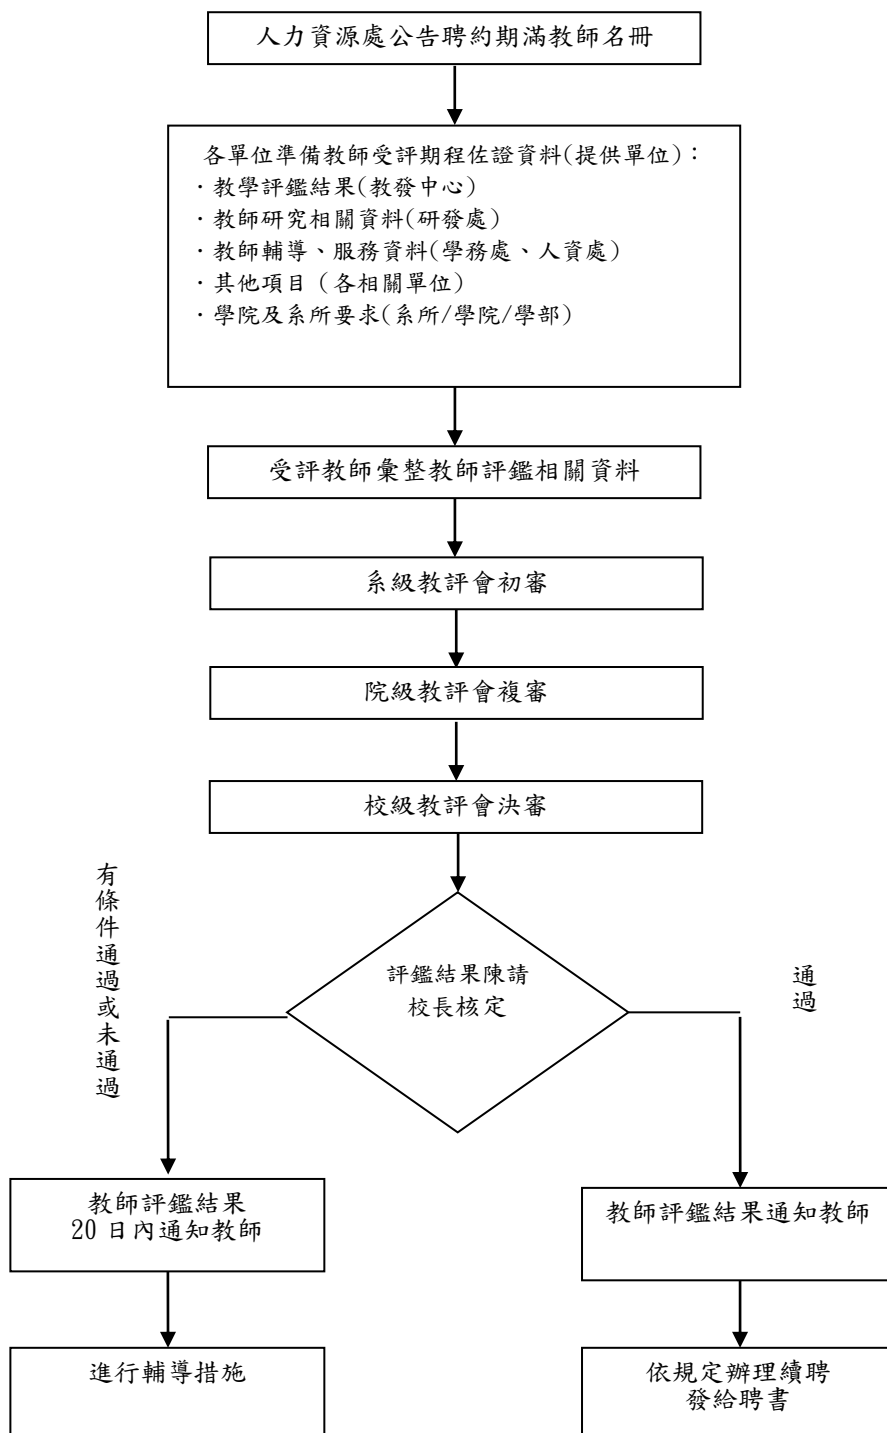 人力資源處公告聘約期滿教師名冊
各單位準備教師受評期程佐證資料(提供單位)：
·教學評鑑結果(教發中心)
·教師研究相關資料(研發處)
·教師輔導、服務資料(學務處、人資處)
·其他項目（各相關單位)
·學院及系所要求(系所/學院/學部)
受評教師彙整教師評鑑相關資料
系級教評會初審
院級教評會複審
校級教評會決審
有條件通過或未通過
評鑑結果陳請
校長核定
通過
教師評鑑結果
20 日內通知教師
教師評鑑結果通知教師
進行輔導措施
依規定辦理續聘
發給聘書